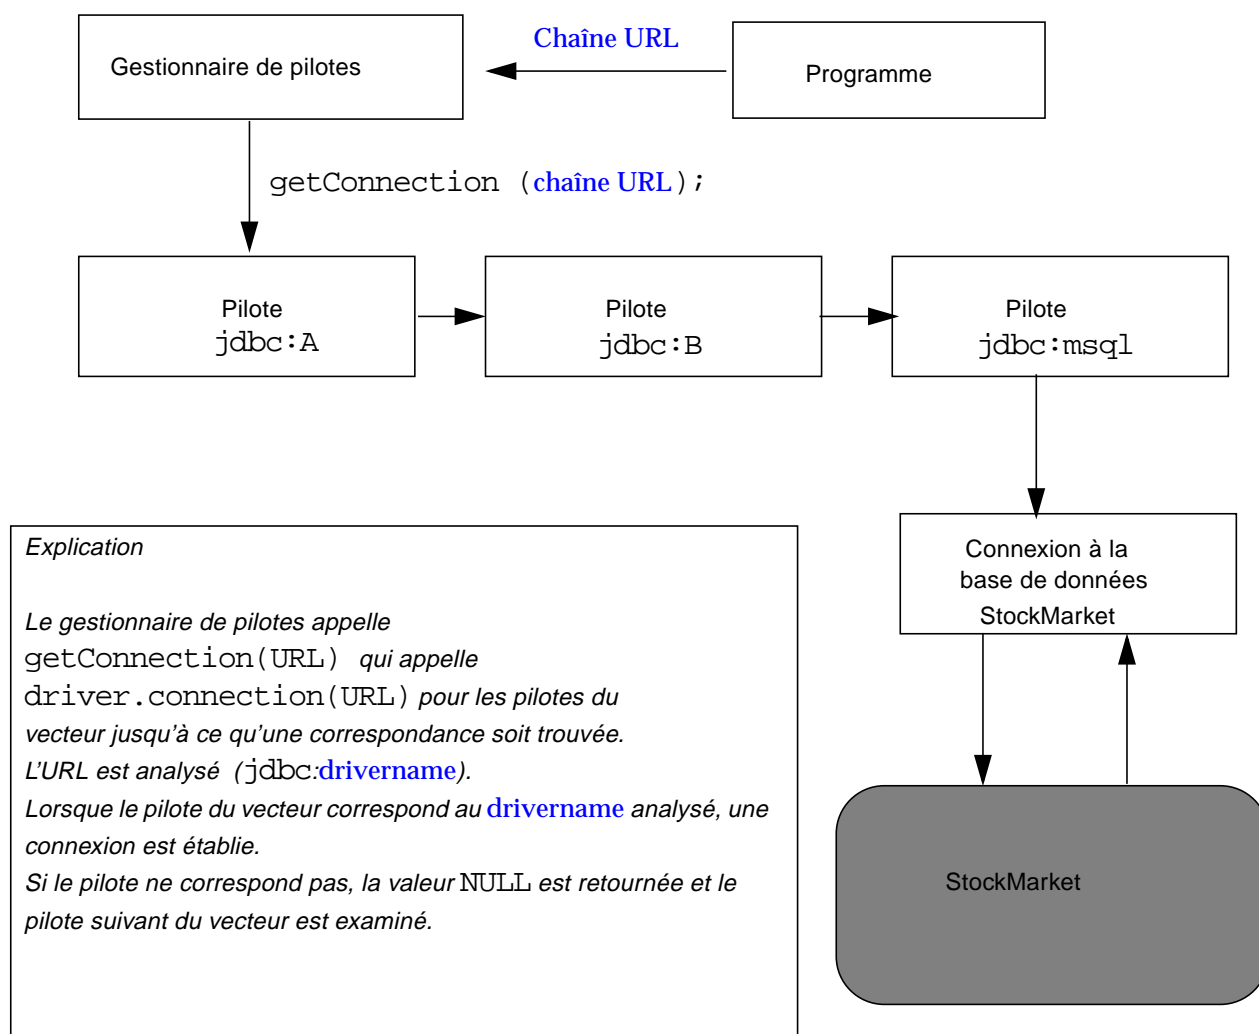 Chaîne URL
Gestionnaire de pilotes
Programme
getConnection (chaîne URL);
Pilote
jdbc:A
Pilote
jdbc:B
Pilote
jdbc:msql
Connexion à la
base de données
StockMarket
Explication
Le gestionnaire de pilotes appelle
getConnection(URL) qui appelle
driver.connection(URL) pour les pilotes du
vecteur jusqu'à ce qu'une correspondance soit trouvée.
L'URL est analysé (jdbc:drivername).
Lorsque le pilote du vecteur correspond au drivername analysé, une
connexion est établie.
Si le pilote ne correspond pas, la valeur NULL est retournée et le
pilote suivant du vecteur est examiné.
StockMarket